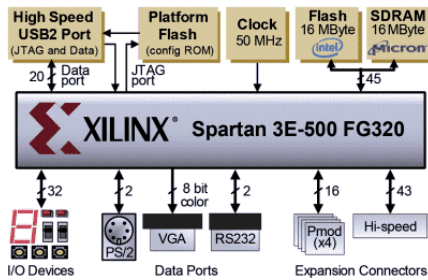 High Speed
USB2 Port
(JTAG and Data)
Platform
Flash
(config ROM)
Clock
50 MHz
Flash
16 MByte
intel
SDRAM
16 MByte
Micron
20
Data
port
JTAG
port
45
XILINX® Spartan 3E-500 FG320
32
2
8 bit
color
2
16
43
8
PS/2
VGA
RS232
Pmod
(x4)
Hi-speed
I/O Devices
Data Ports
Expansion Connectors